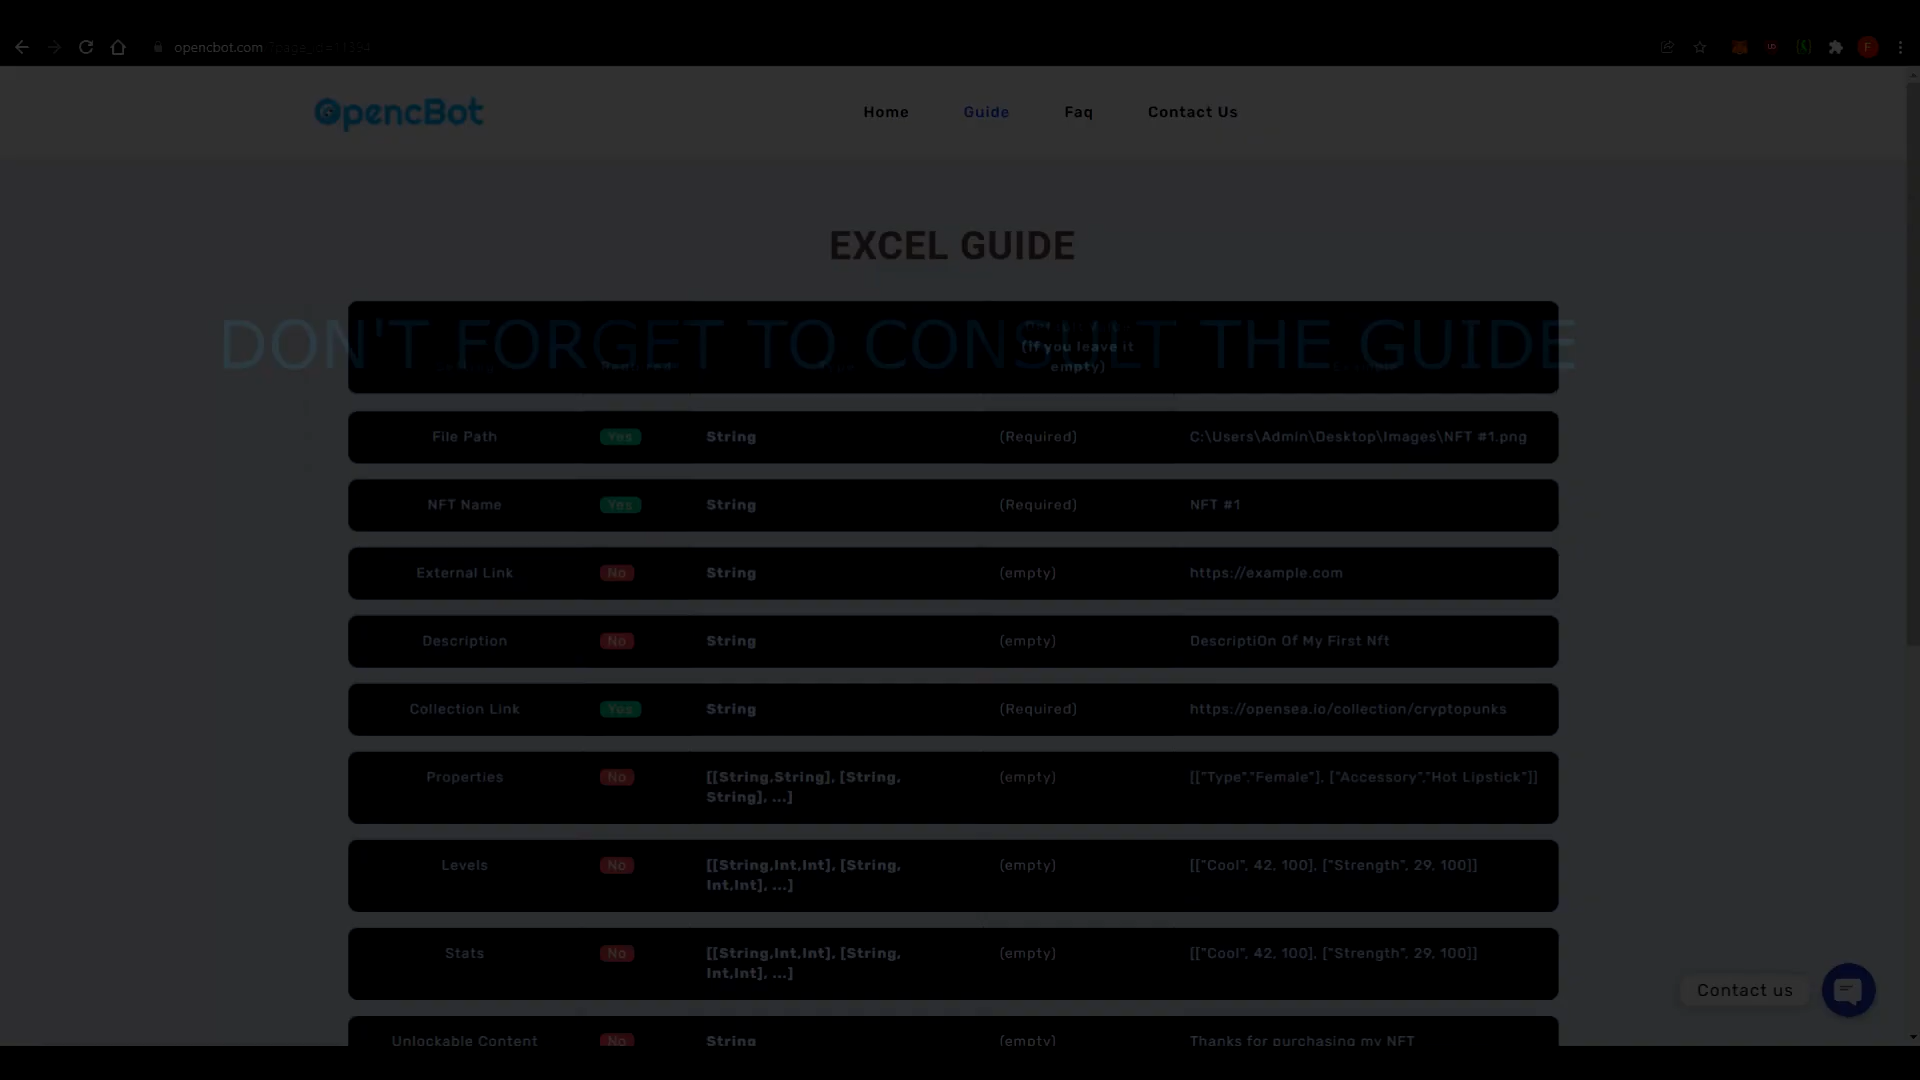 opencbot.com/?page_id=11394
OpencBot
Home Guide Faq Contact Us
EXCEL GUIDE
DON'T FORGET TO CONSULT THE GUIDE
Required
(if you leave it
empty)
File Path Yes String (Required) C:\Users\Admin\Desktop\Images\NFT #1.png
NFT Name Yes String (Required) NFT #1
External Link No String (empty) https://example.com
Description No String (empty) DescriptiOn Of My First Nft
Collection Link Yes String (Required) https://opensea.io/collection/cryptopunks
Properties No [[String,String], [String, (empty) [["Type","Female"], ["Accessory","Hot Lipstick"]]
String], ...]
Levels No [[String,Int,Int], [String, (empty) [["Cool", 42, 100], ["Strength", 29, 100]]
Int,Int], ...]
Stats No [[String,Int,Int], [String, (empty) [["Cool", 42, 100], ["Strength", 29, 100]]
Int,Int], ...]
Contact us
Unlockable Content No String (empty) Thanks for purchasing my NFT